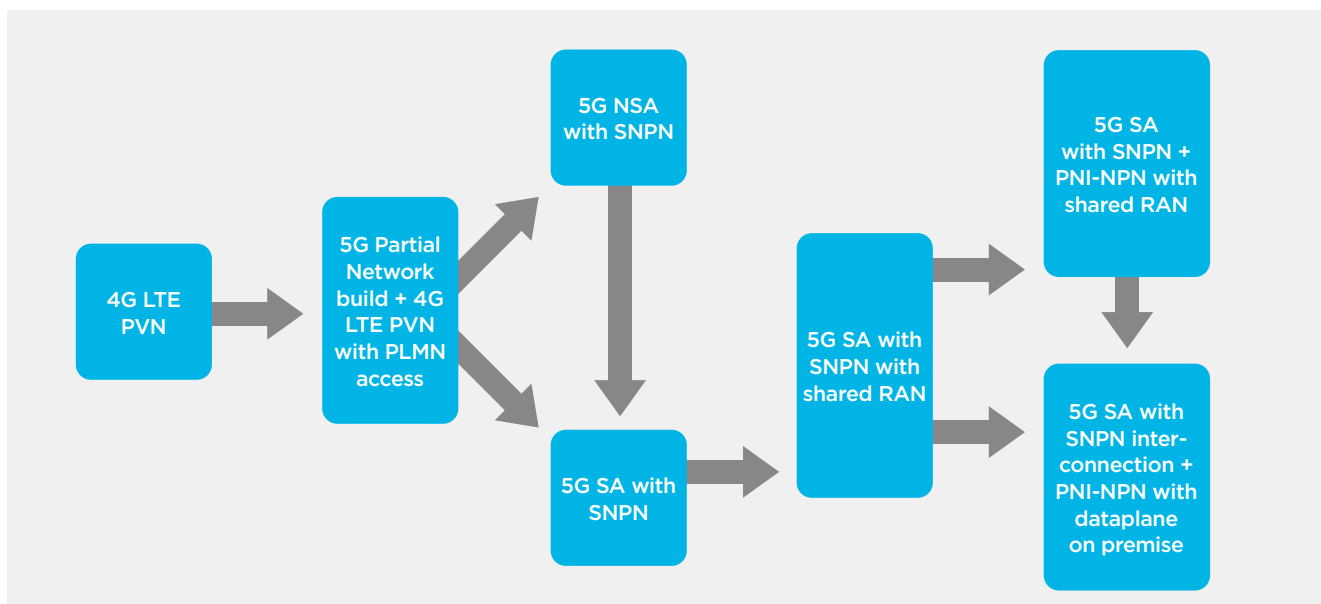 4G LTE
PVN
5G Partial
Network
build + 4G
LTE PVN
with PLMN
access
5G NSA
with SNPN
5G SA with
SNPN
5G SA with
SNPN with
shared RAN
5G SA
with SNPN +
PNI-NPN with
shared RAN
5G SA with
SNPN inter-
connection +
PNI-NPN with
dataplane
on premise